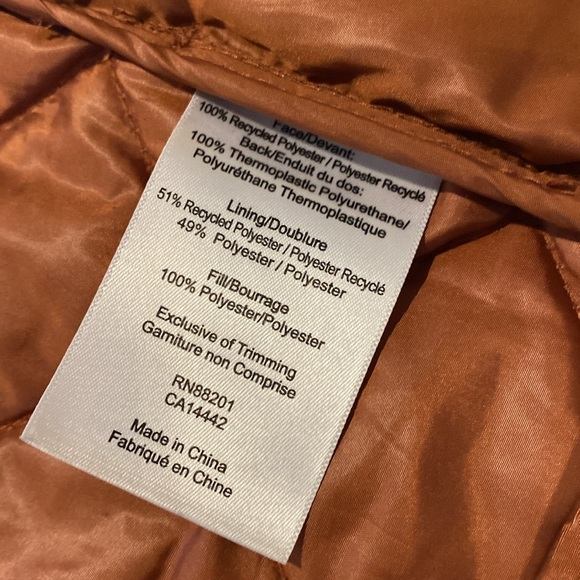 Face/Devant:
100% Recycled Polyester / Polyester Recyclé
Back/Enduit du dos:
100% Thermoplastic Polyurethane/
Polyuréthane Thermoplastique
Lining/Doublure
51% Recycled Polyester / Polyester Recyclé
49% Polyester / Polyester
Fill/Bourrage
100% Polyester/Polyester
Exclusive of Trimming
Garniture non Comprise
RN88201
CA14442
Made in China
Fabriqué en Chine